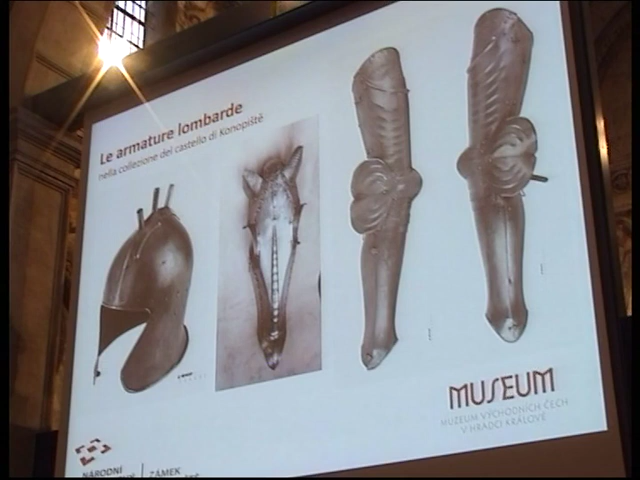 Le armature lombarde
nella collezione del castello di Konopiště
MUSEUM
MUZEUM VÝCHODNÍCH ČECH
V HRADCI KRÁLOVÉ
NÁRODNÍ
ZÁMEK